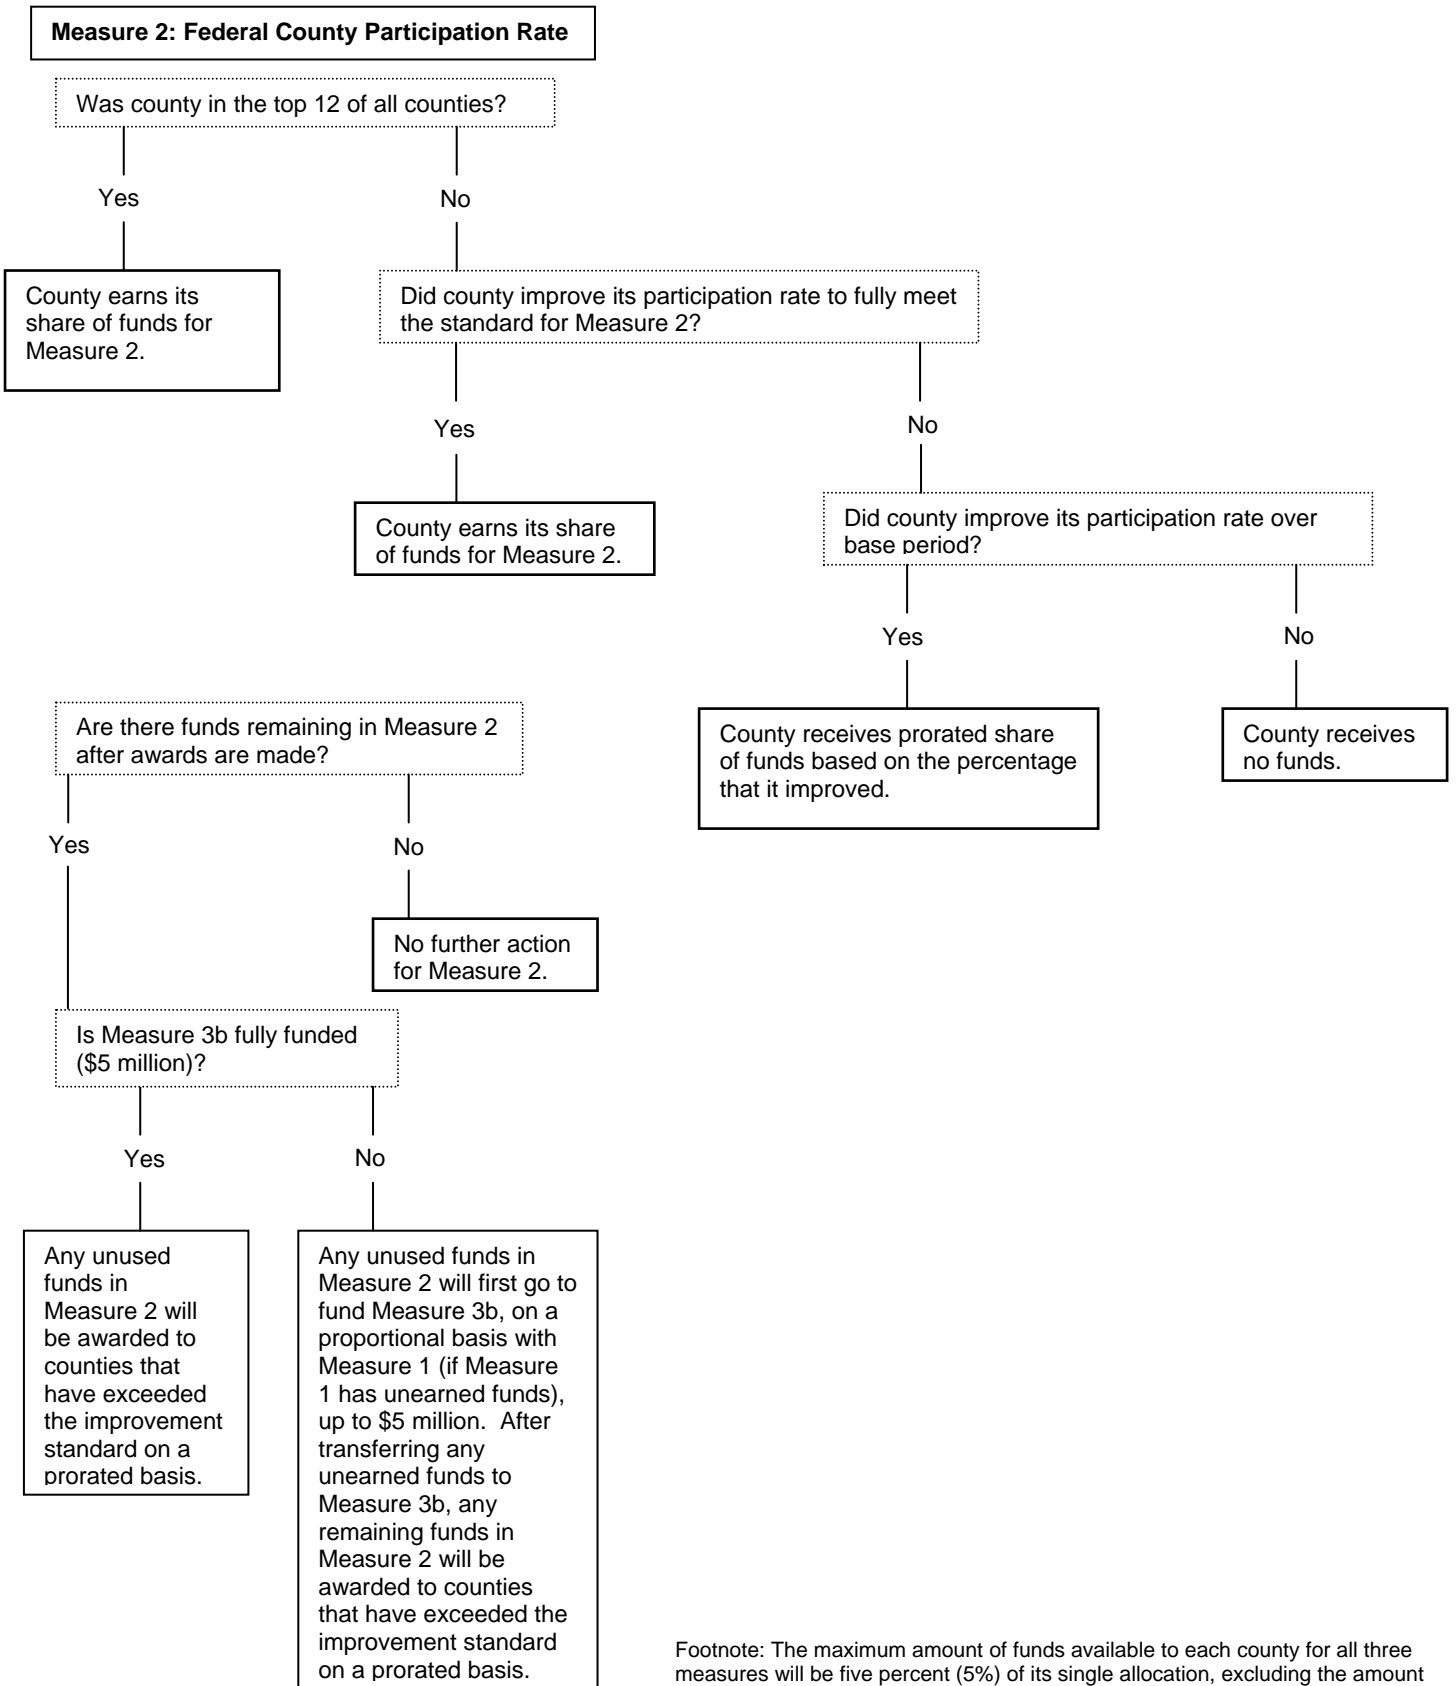 Measure 2: Federal County Participation Rate
Was county in the top 12 of all counties?
Yes
No
County earns its
share of funds for
Measure 2.
Did county improve its participation rate to fully meet
the standard for Measure 2?
Yes
No
County earns its share
of funds for Measure 2.
Did county improve its participation rate over
base period?
Yes
No
County receives prorated share
of funds based on the percentage
that it improved.
County receives
no funds.
Are there funds remaining in Measure 2
after awards are made?
Yes
No
No further action
for Measure 2.
Is Measure 3b fully funded
($5 million)?
Yes
No
Any unused
funds in
Measure 2 will
be awarded to
counties that
have exceeded
the improvement
standard on a
prorated basis.
Any unused funds in
Measure 2 will first go to
fund Measure 3b, on a
proportional basis with
Measure 1 (if Measure
1 has unearned funds),
up to $5 million.  After
transferring any
unearned funds to
Measure 3b, any
remaining funds in
Measure 2 will be
awarded to counties
that have exceeded the
improvement standard
on a prorated basis.
Footnote: The maximum amount of funds available to each county for all three
measures will be five percent (5%) of its single allocation, excluding the amount